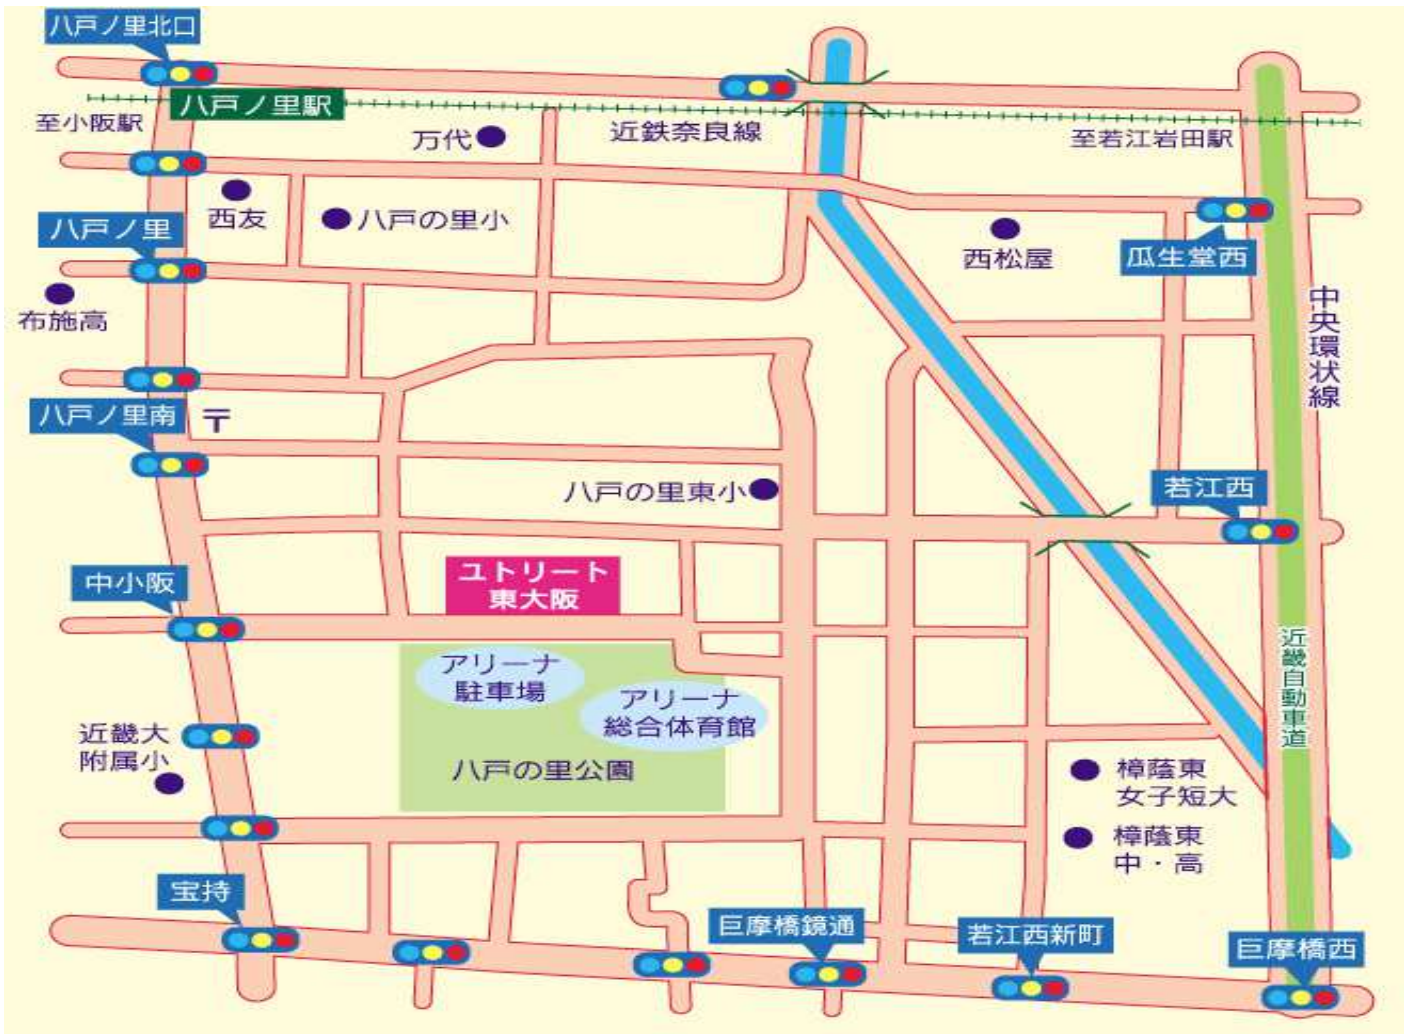 八戸ノ里北口
八戸ノ里駅
至小阪駅
万代
近鉄奈良線
至若江岩田駅
西友
八戸の里小
八戸ノ里
西松屋
瓜生堂西
布施高
中央環状線
八戸ノ里南
〒
八戸の里東小
若江西
ユトリート
東大阪
中小阪
アリーナ
駐車場
アリーナ
総合体育館
近畿自動車道
近畿大
附属小
八戸の里公園
樟蔭東
女子短大
樟蔭東
中・高
宝持
巨摩橋鏡通
若江西新町
巨摩橋西